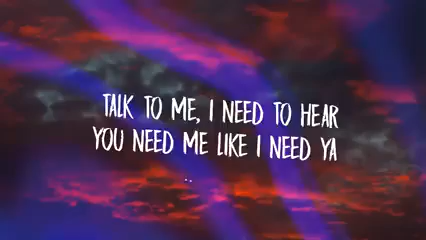 TALK TO ME, I NEED TO HEAR
YOU NEED ME LIKE I NEED YA